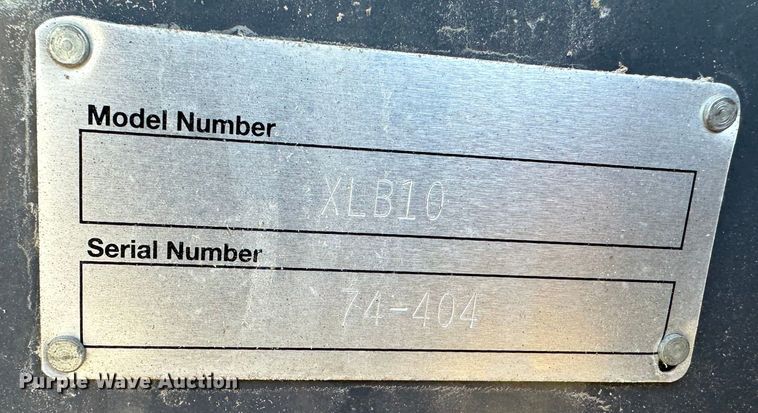 Model Number
XLB10
Serial Number
74-404
Purple Wave Auction